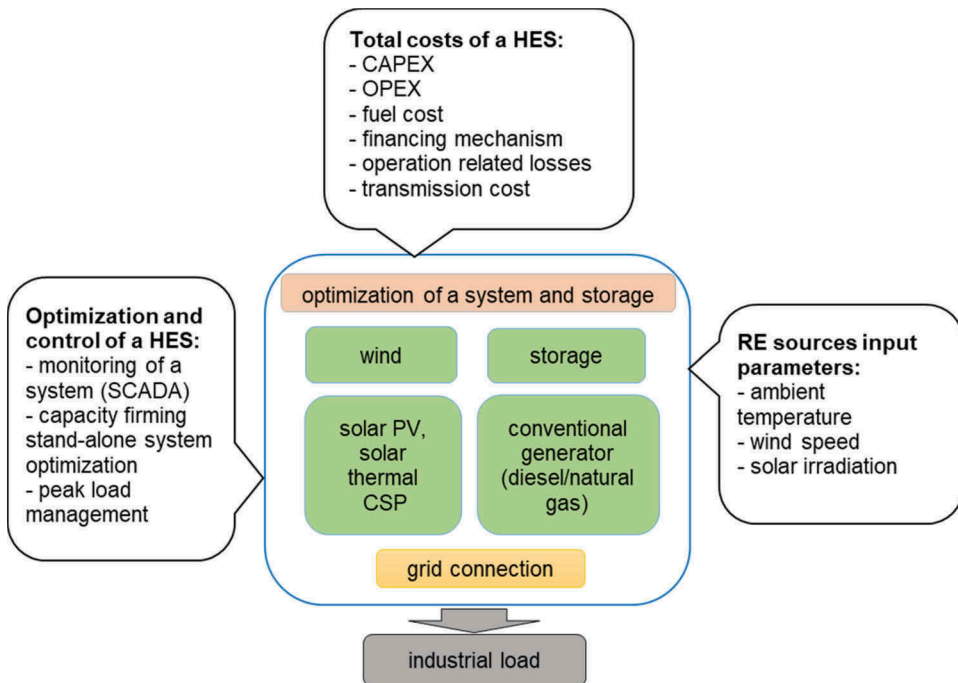 Total costs of a HES:
- CAPEX
- OPEX
- fuel cost
- financing mechanism
- operation related losses
- transmission cost
Optimization and
control of a HES:
- monitoring of a
system (SCADA)
- capacity firming
stand-alone system
optimization
- peak load
management
optimization of a system and storage
wind
storage
solar PV,
solar
thermal
CSP
conventional
generator
(diesel/natural
gas)
grid connection
RE sources input
parameters:
- ambient
temperature
- wind speed
- solar irradiation
industrial load